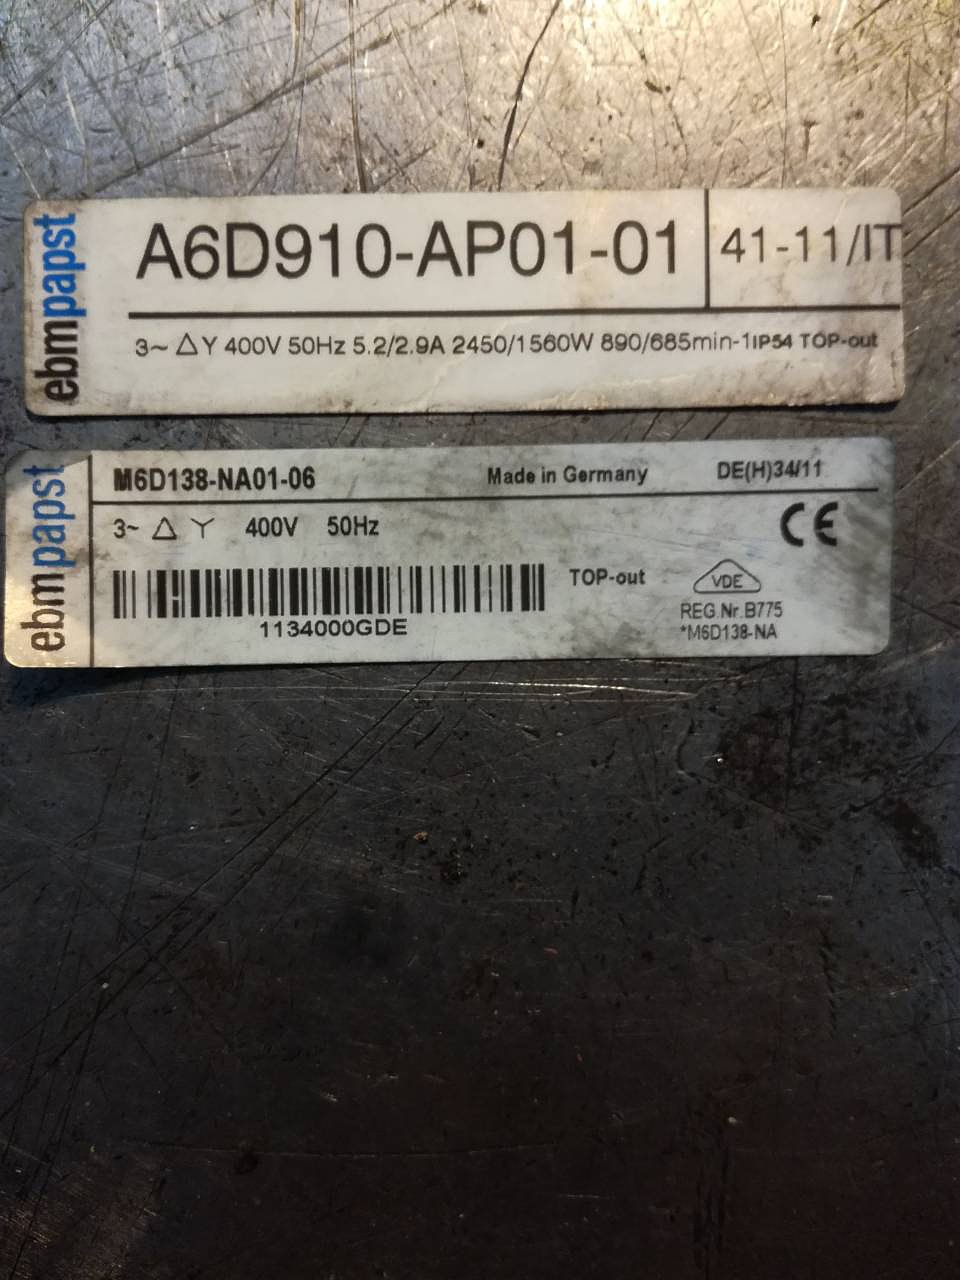 ebmpapst
A6D910-AP01-01 41-11/IT
3~ △Y 400V 50Hz 5.2/2.9A 2450/1560W 890/685min-1IP54 TOP-out
ebmpapst
M6D138-NA01-06 Made in Germany DE(H)34/11
3~ △ Y 400V 50Hz CE
TOP-out VDE
REG.Nr.B775
1134000GDE *M6D138-NA